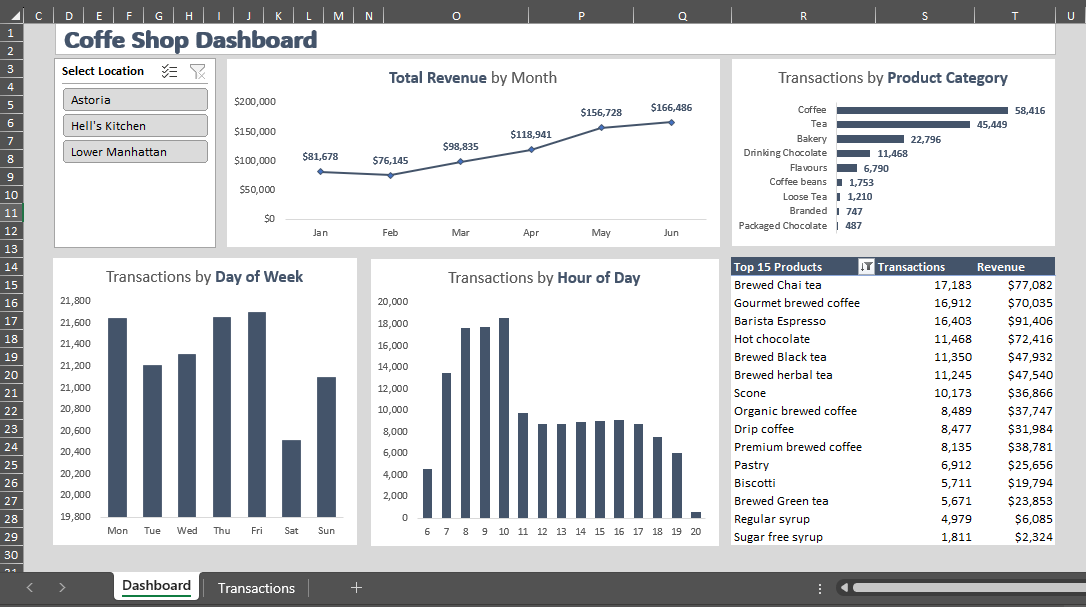 C D E F G H I J K L M N O P Q R S T U
1
2
3
4
5
6
7
8
9
10
11
12
13
14
15
16
17
18
19
20
21
22
23
24
25
26
27
28
29
30
Coffe Shop Dashboard
Select Location
Astoria
Hell's Kitchen
Lower Manhattan
Total Revenue by Month
$200,000
$150,000
$100,000
$50,000
$0
$81,678 $76,145 $98,835 $118,941 $156,728 $166,486
Jan Feb Mar Apr May Jun
Transactions by Product Category
Coffee 58,416
Tea 45,449
Bakery 22,796
Drinking Chocolate 11,468
Flavours 6,790
Coffee beans 1,753
Loose Tea 1,210
Branded 747
Packaged Chocolate 487
Transactions by Day of Week
21,800
21,600
21,400
21,200
21,000
20,800
20,600
20,400
20,200
20,000
19,800
Mon Tue Wed Thu Fri Sat Sun
Transactions by Hour of Day
20,000
18,000
16,000
14,000
12,000
10,000
8,000
6,000
4,000
2,000
0
6 7 8 9 10 11 12 13 14 15 16 17 18 19 20
Top 15 Products Transactions Revenue
Brewed Chai tea 17,183 $77,082
Gourmet brewed coffee 16,912 $70,035
Barista Espresso 16,403 $91,406
Hot chocolate 11,468 $72,416
Brewed Black tea 11,350 $47,932
Brewed herbal tea 11,245 $47,540
Scone 10,173 $36,866
Organic brewed coffee 8,489 $37,747
Drip coffee 8,477 $31,984
Premium brewed coffee 8,135 $38,781
Pastry 6,912 $25,656
Biscotti 5,711 $19,794
Brewed Green tea 5,671 $23,853
Regular syrup 4,979 $6,085
Sugar free syrup 1,811 $2,324
Dashboard Transactions